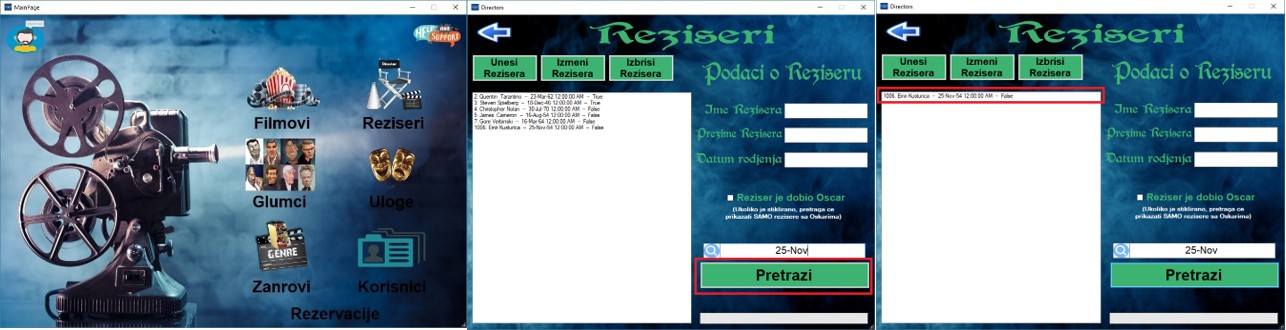 MainPage
HELP AND SUPPORT
Director
Filmovi
Reziseri
Glumci
Uloge
GENRE
Zanrovi
Korisnici
Rezervacije
Directors
Reziseri
Unesi Rezisera
Izmeni Rezisera
Izbrisi Rezisera
Podaci o Reziseru
2. Quentin Tarantino - 23-Mar-62 12:00:00 AM - True
3. Steven Spielberg - 18-Dec-46 12:00:00 AM - True
4. Christopher Nolan - 30-Jul-70 12:00:00 AM - False
5. James Cameron - 16-Aug-54 12:00:00 AM - False
7. Gore Verbinski - 16-Mar-64 12:00:00 AM - False
1006. Emir Kusturica - 25-Nov-54 12:00:00 AM - False
Ime Rezisera
Prezime Rezisera
Datum rodjenja
Reziser je dobio Oscar
(Ukoliko je stiklirano, pretraga ce
prikazati SAMO rezisere sa Oskarima)
25-Nov
Pretrazi
Directors
Reziseri
Unesi Rezisera
Izmeni Rezisera
Izbrisi Rezisera
Podaci o Reziseru
1006. Emir Kusturica - 25-Nov-54 12:00:00 AM - False
Ime Rezisera
Prezime Rezisera
Datum rodjenja
Reziser je dobio Oscar
(Ukoliko je stiklirano, pretraga ce
prikazati SAMO rezisere sa Oskarima)
25-Nov
Pretrazi